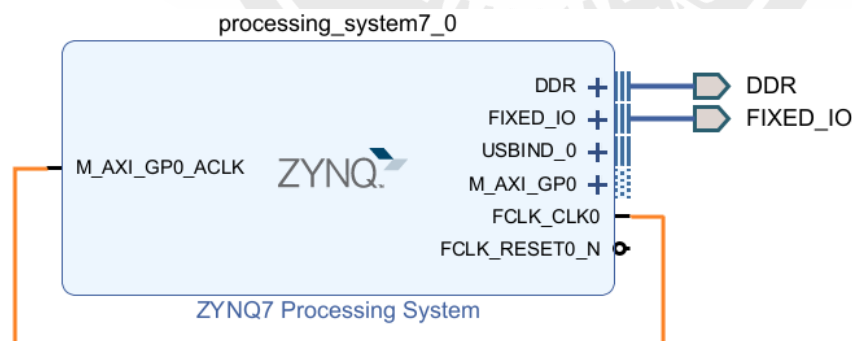 processing_system7_0
DDR
DDR
FIXED_IO
FIXED_IO
USBIND_0
M_AXI_GP0_ACLK
ZYNQ
M_AXI_GP0
FCLK_CLK0
FCLK_RESET0_N
ZYNQ7 Processing System